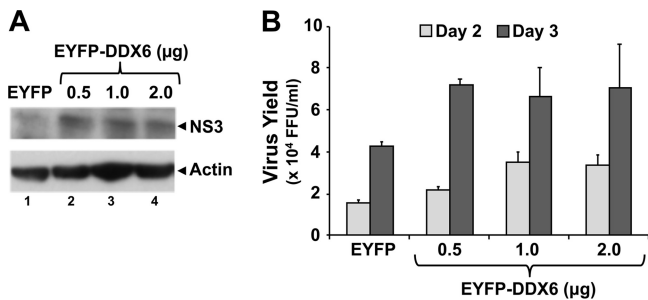 A
EYFP-DDX6 (µg)
EYFP 0.5 1.0 2.0
NS3
Actin
1 2 3 4
B
Day 2 Day 3
Virus Yield
(x 10⁴ FFU/ml)
10
8
6
4
2
0
EYFP 0.5 1.0 2.0
EYFP-DDX6 (µg)